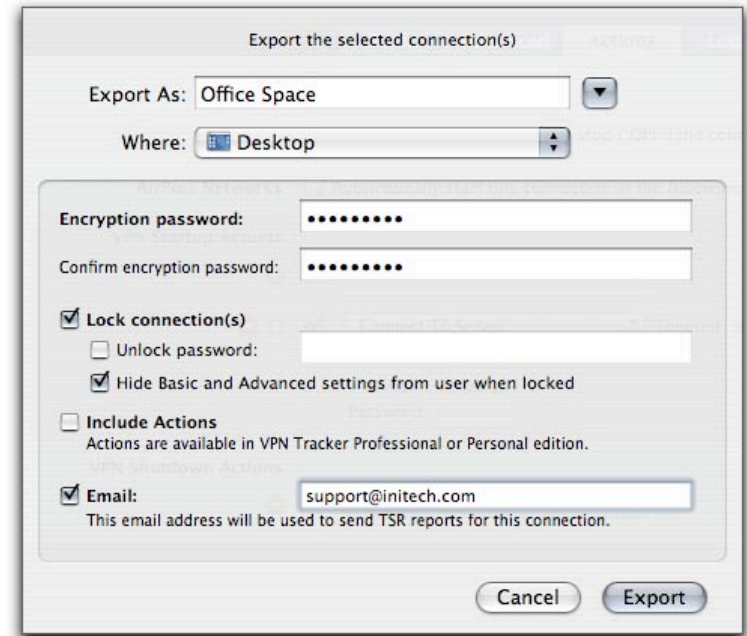 Export the selected connection(s)
Export As: Office Space
Where: Desktop
Encryption password: •••••••••
Confirm encryption password: •••••••••
Lock connection(s)
Unlock password:
Hide Basic and Advanced settings from user when locked
Include Actions
Actions are available in VPN Tracker Professional or Personal edition.
Email: support@initech.com
This email address will be used to send TSR reports for this connection.
Cancel Export